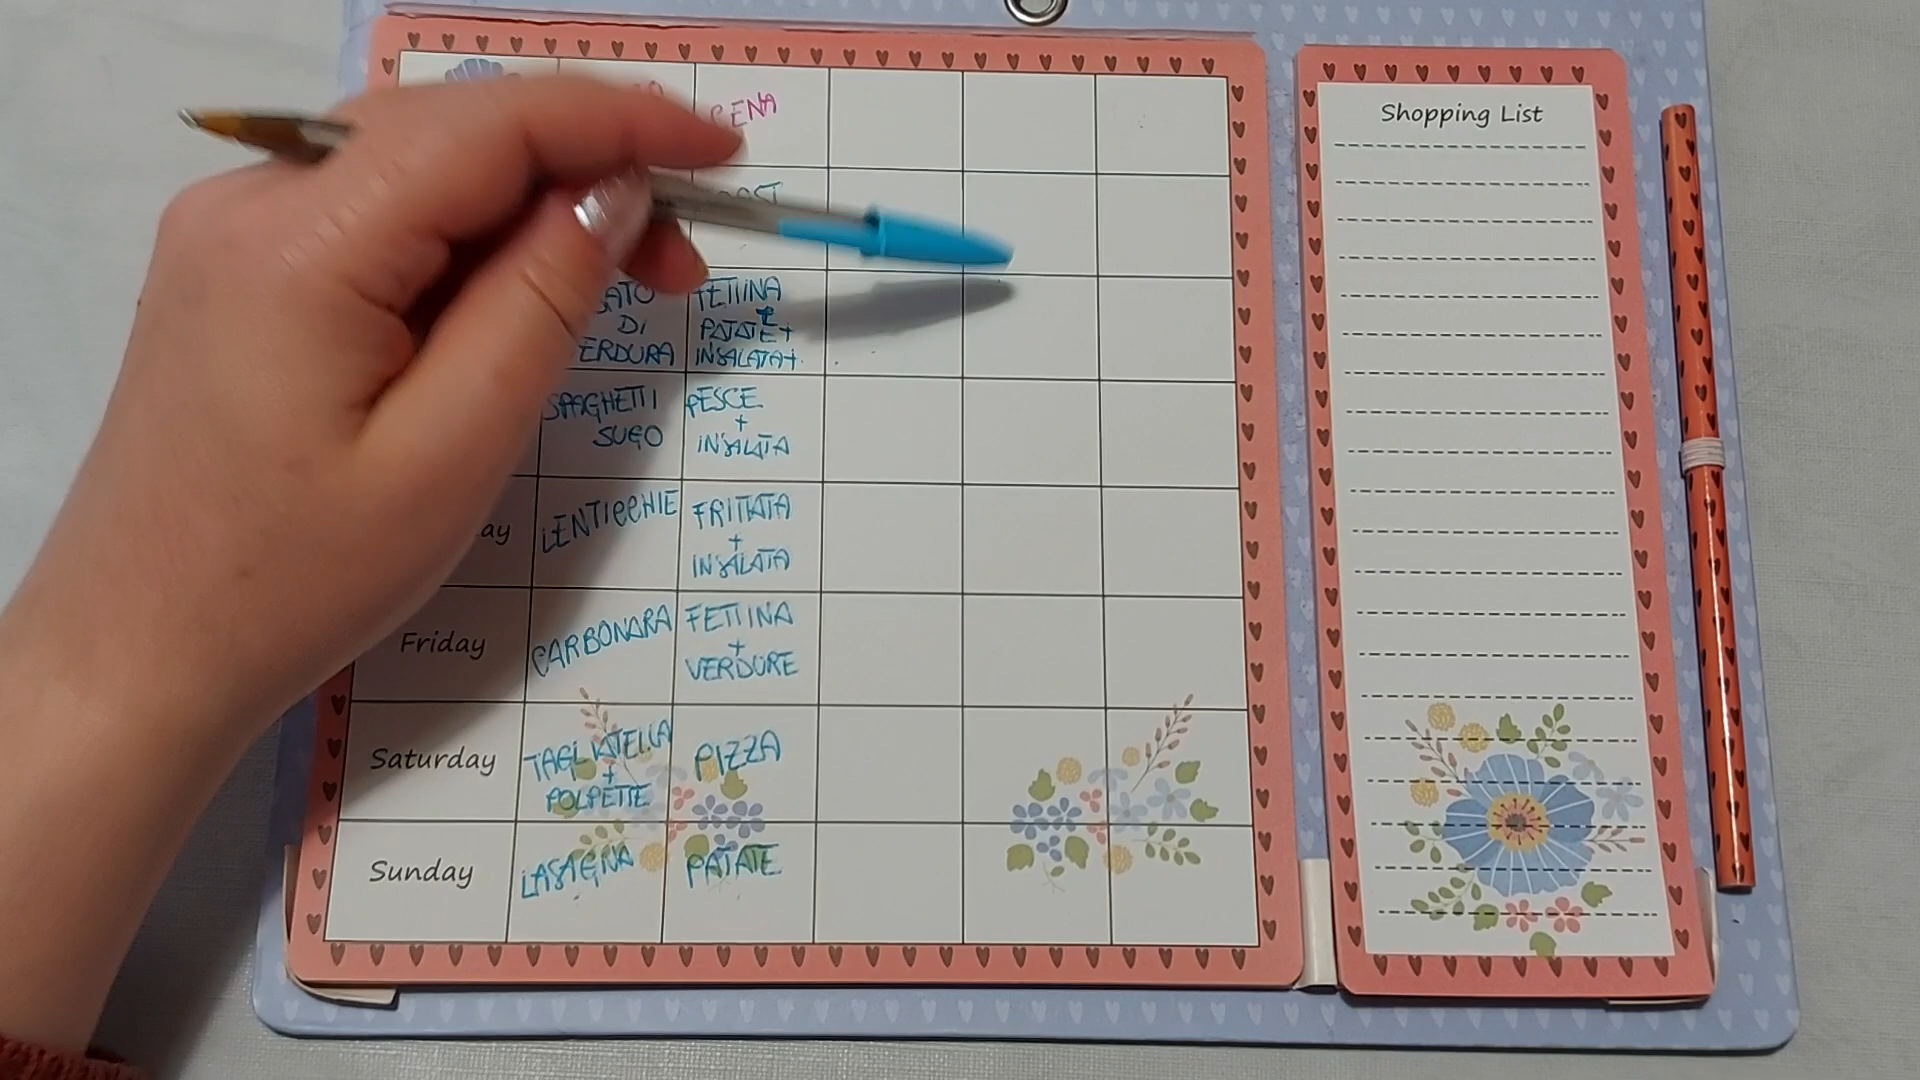 CENA
FETTINA
e
DI
PATATE +
INSALATA +
SPAGHETTI
SUGO
PESCE
+
INSALATA
LENTICCHIE
FRITTATA
+
INSALATA
Friday
CARBONARA
FETTINA
+
VERDURE
Saturday
TAGLIATELLA
+
POLPETTE
PIZZA
Sunday
LASAGNA
PATATE
Shopping List